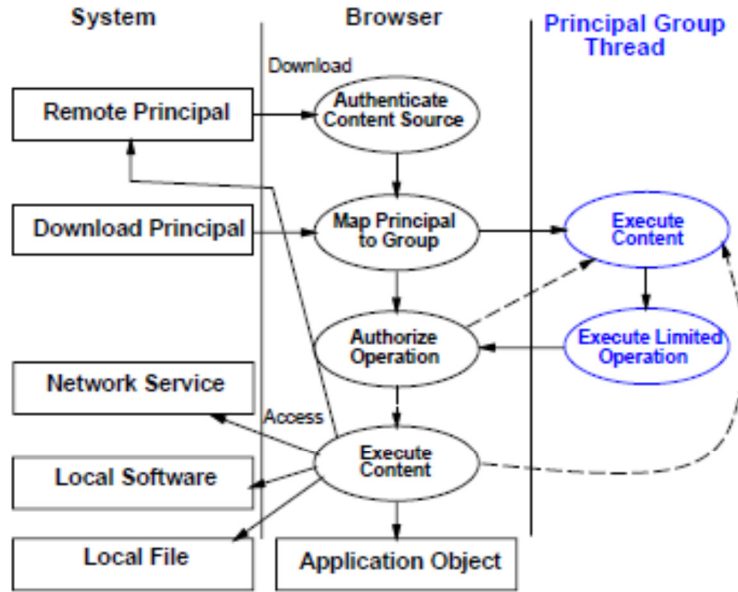 System
Browser
Principal Group
Thread
Download
Remote Principal
Authenticate
Content Source
Download Principal
Map Principal
to Group
Execute
Content
Authorize
Operation
Execute Limited
Operation
Network Service
Access
Execute
Content
Local Software
Local File
Application Object